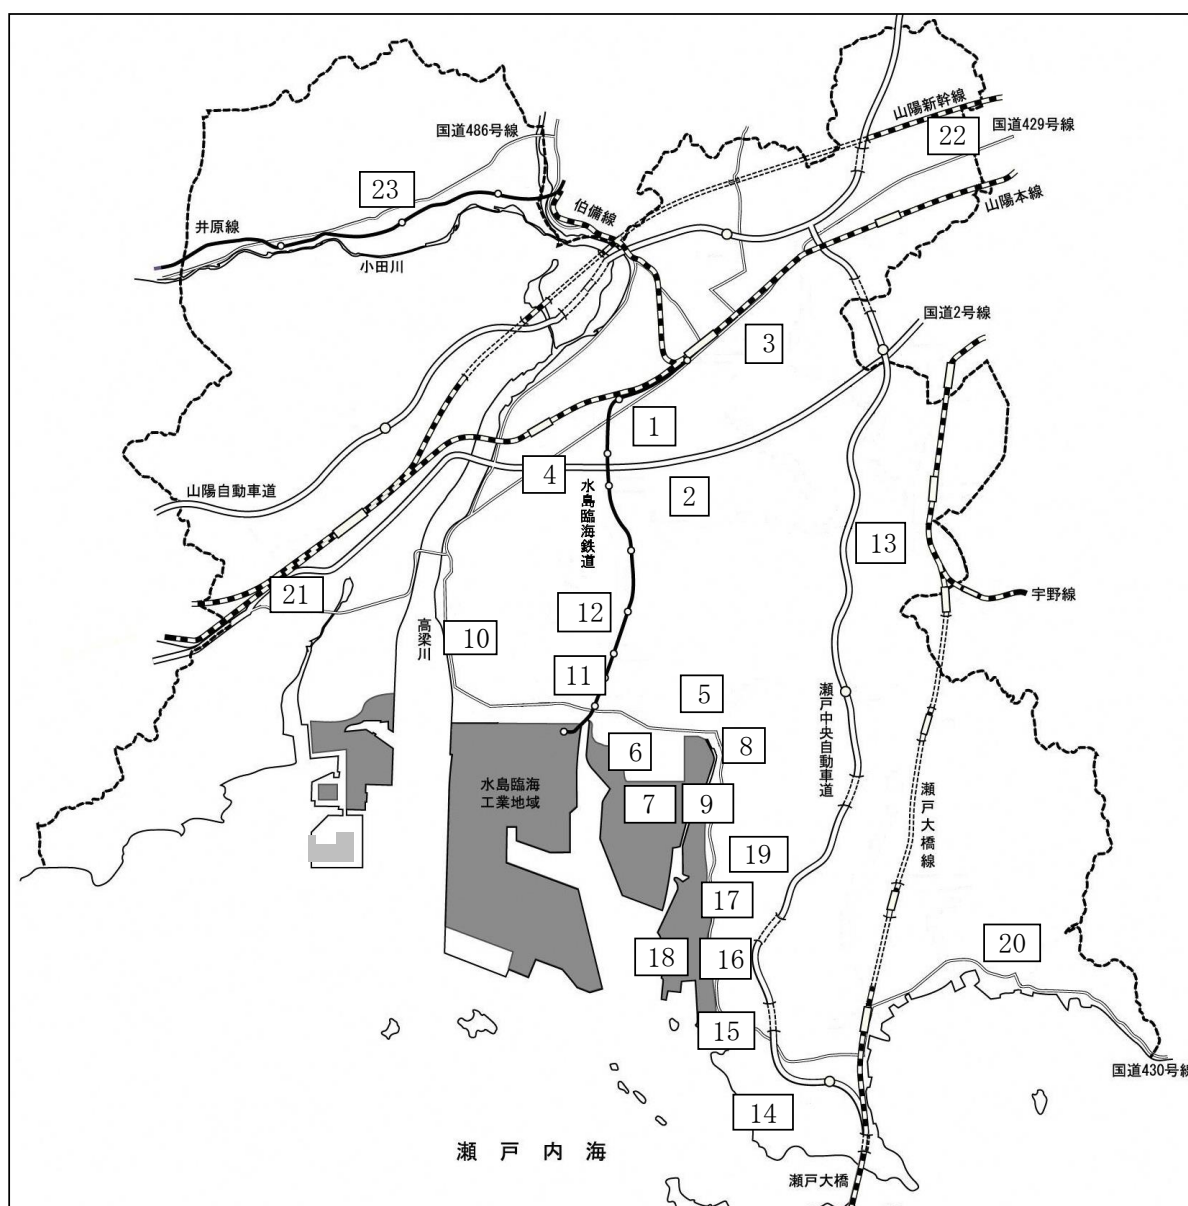 山陽新幹線
国道486号線
22
国道429号線
23
山陽本線
伯備線
井原線
小田川
国道2号線
3
1
4
2
山陽自動車道
水島臨海鉄道
13
21
宇野線
12
高梁川
10
11
5
瀬戸中央自動車道
8
6
水島臨海
工業地域
7
9
瀬戸大橋線
19
17
20
18
16
15
国道430号線
14
瀬戸内海
瀬戸大橋